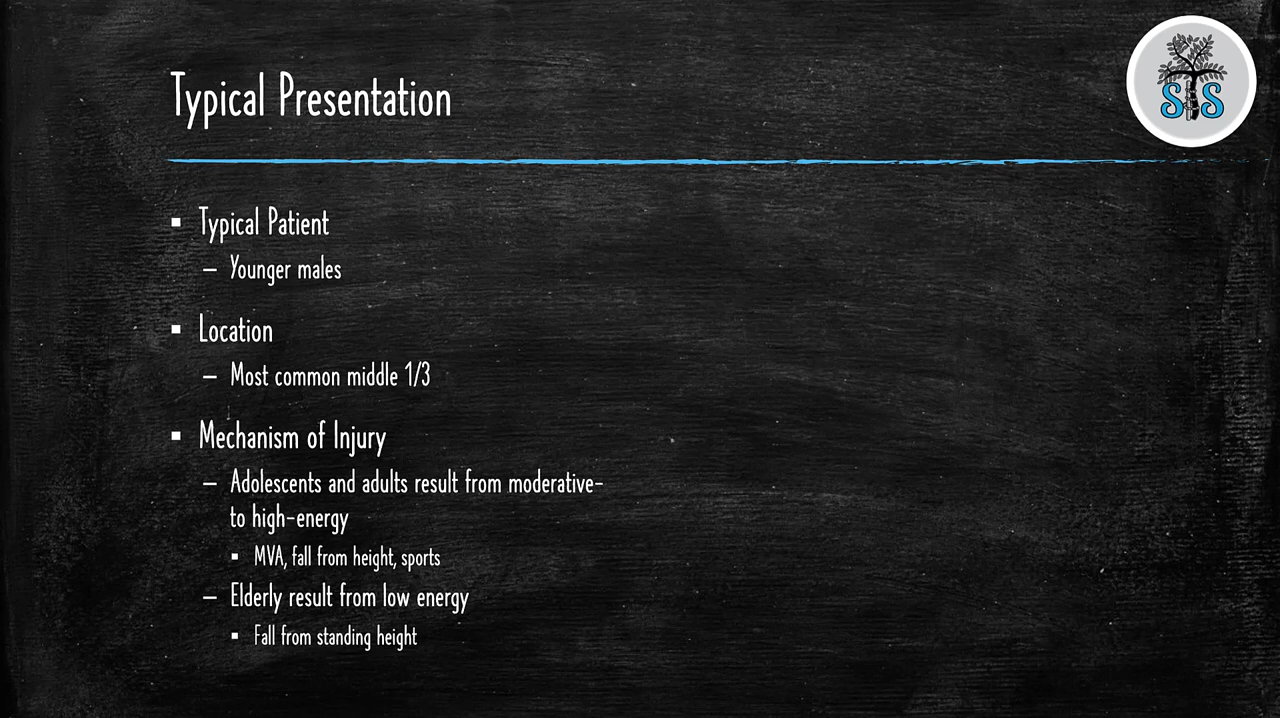 Typical Presentation
SIS
▪ Typical Patient
– Younger males
▪ Location
– Most common middle 1/3
▪ Mechanism of Injury
– Adolescents and adults result from moderative-
to high-energy
▪ MVA, fall from height, sports
– Elderly result from low energy
▪ Fall from standing height